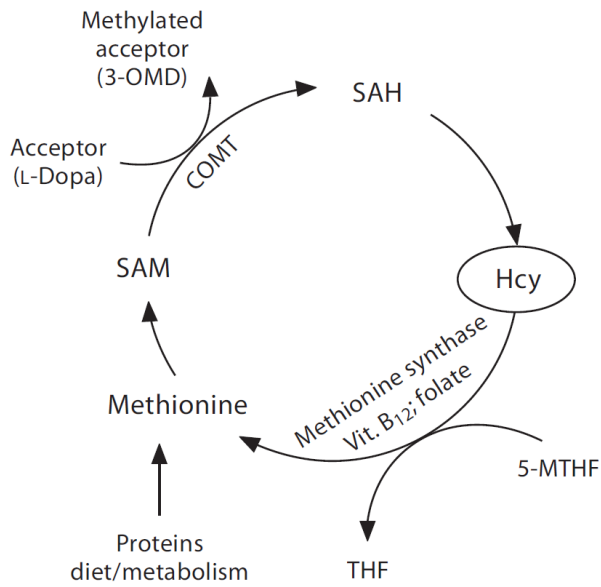 Methylated
acceptor
(3-OMD)
SAH
Acceptor
(L-Dopa)
COMT
SAM
Hcy
Methionine synthase
Vit. B12; folate
Methionine
5-MTHF
Proteins
diet/metabolism
THF